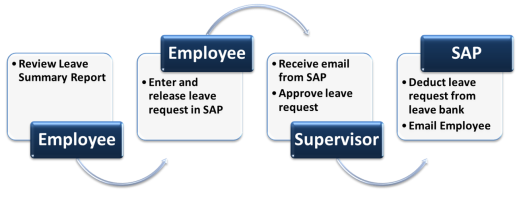 • Review Leave
Summary Report
Employee
Employee
• Enter and
release leave
request in SAP
• Receive email
from SAP
• Approve leave
request
Supervisor
SAP
• Deduct leave
request from
leave bank
• Email Employee